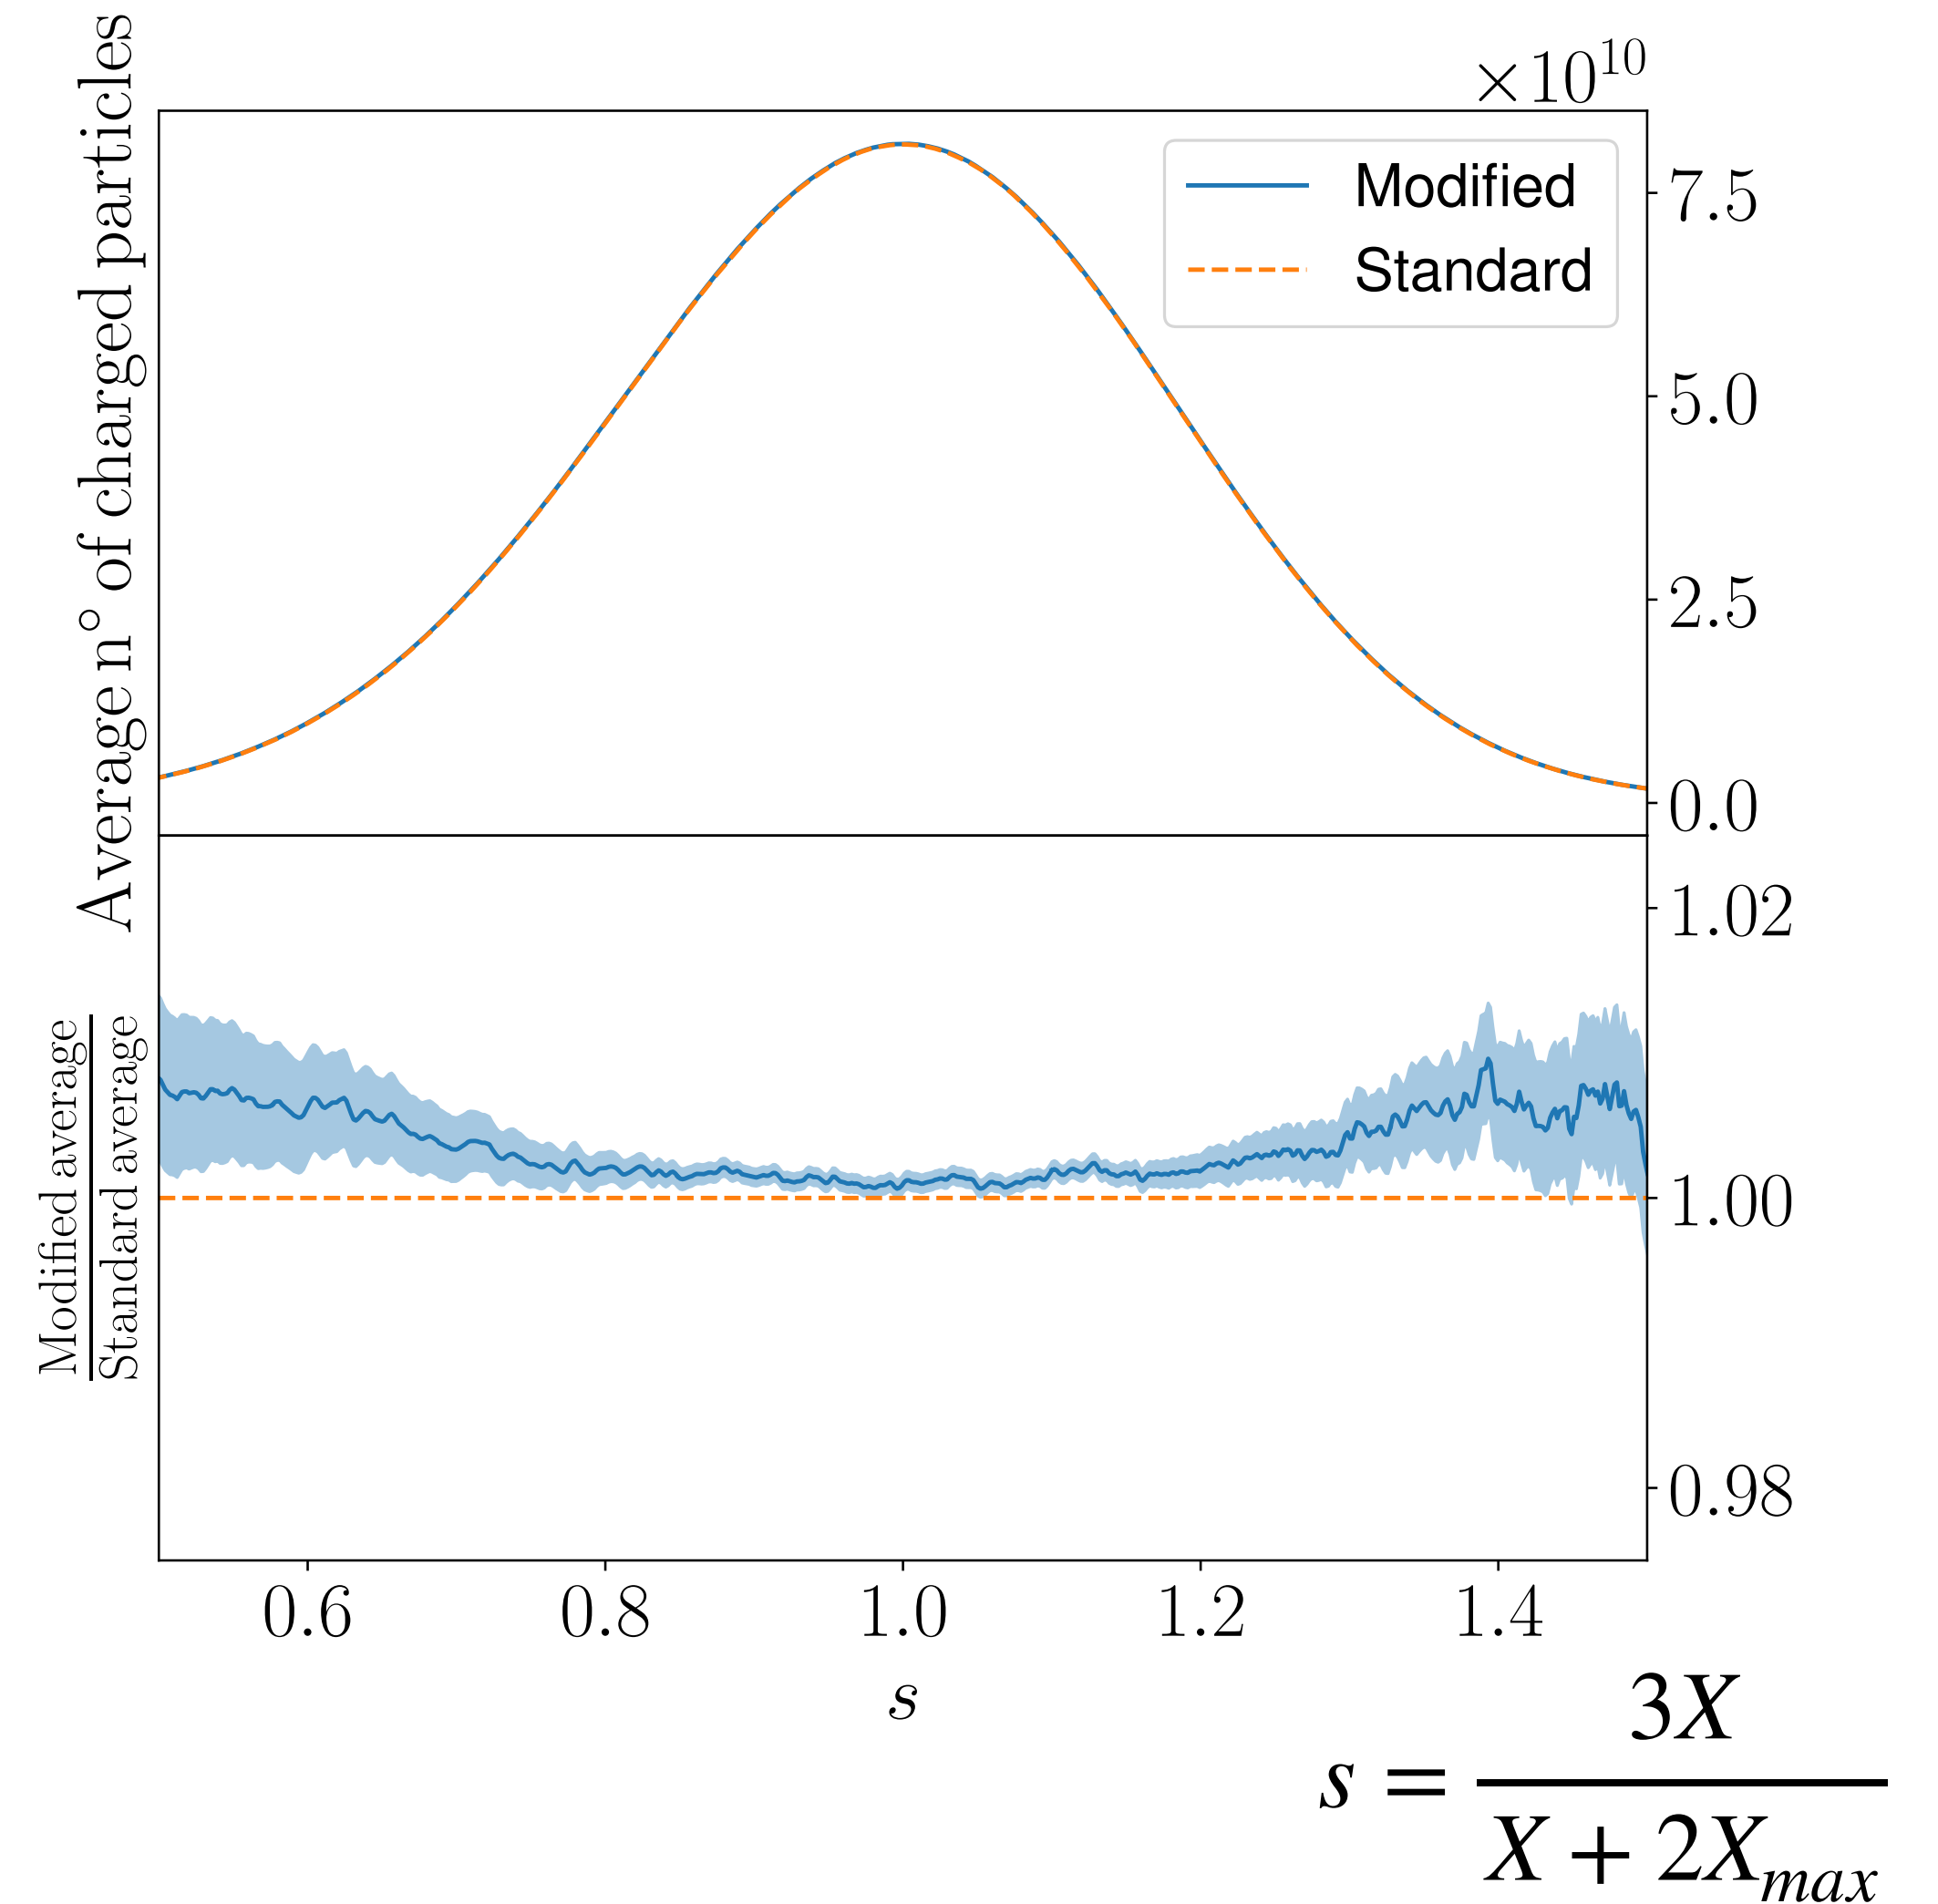 ×10^10
Average n° of charged particles
Modified
Standard
7.5
5.0
2.5
0.0
Modified average
Standard average
1.02
1.00
0.98
0.6 0.8 1.0 1.2 1.4
s
s = 3X / X + 2X_max